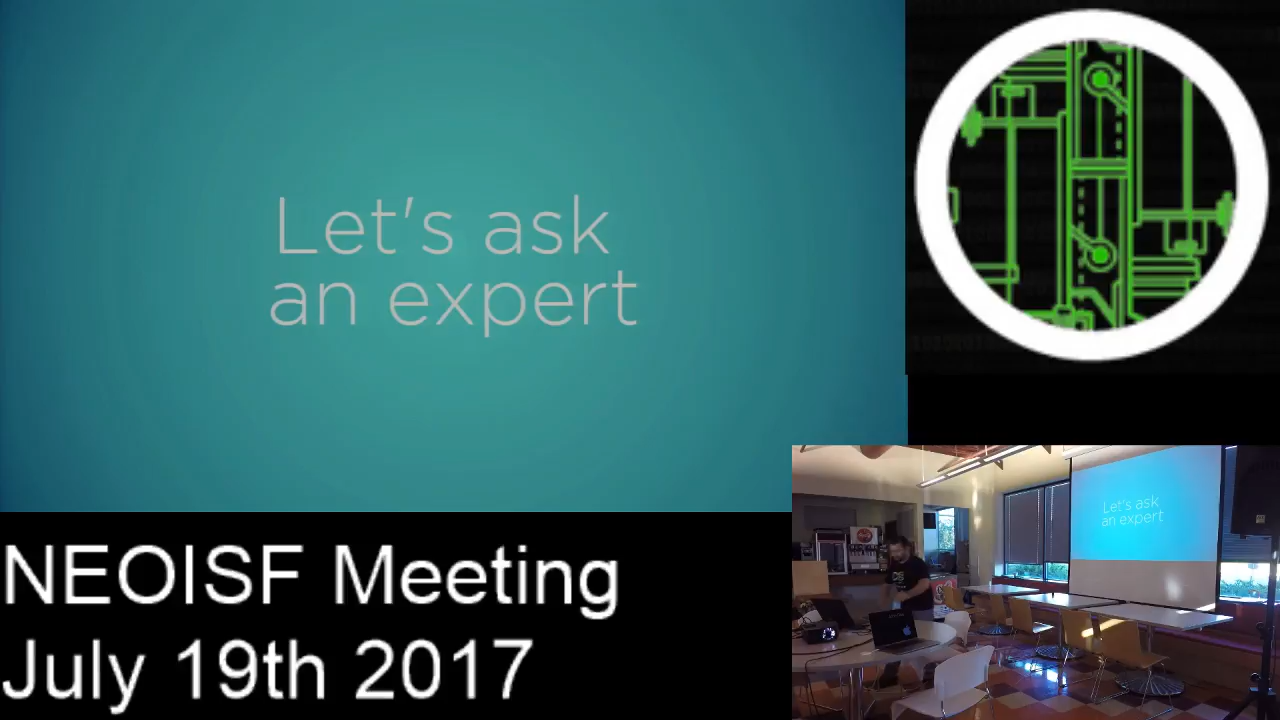 Let's ask
an expert
NEOISF Meeting
July 19th 2017
Let's ask
an expert